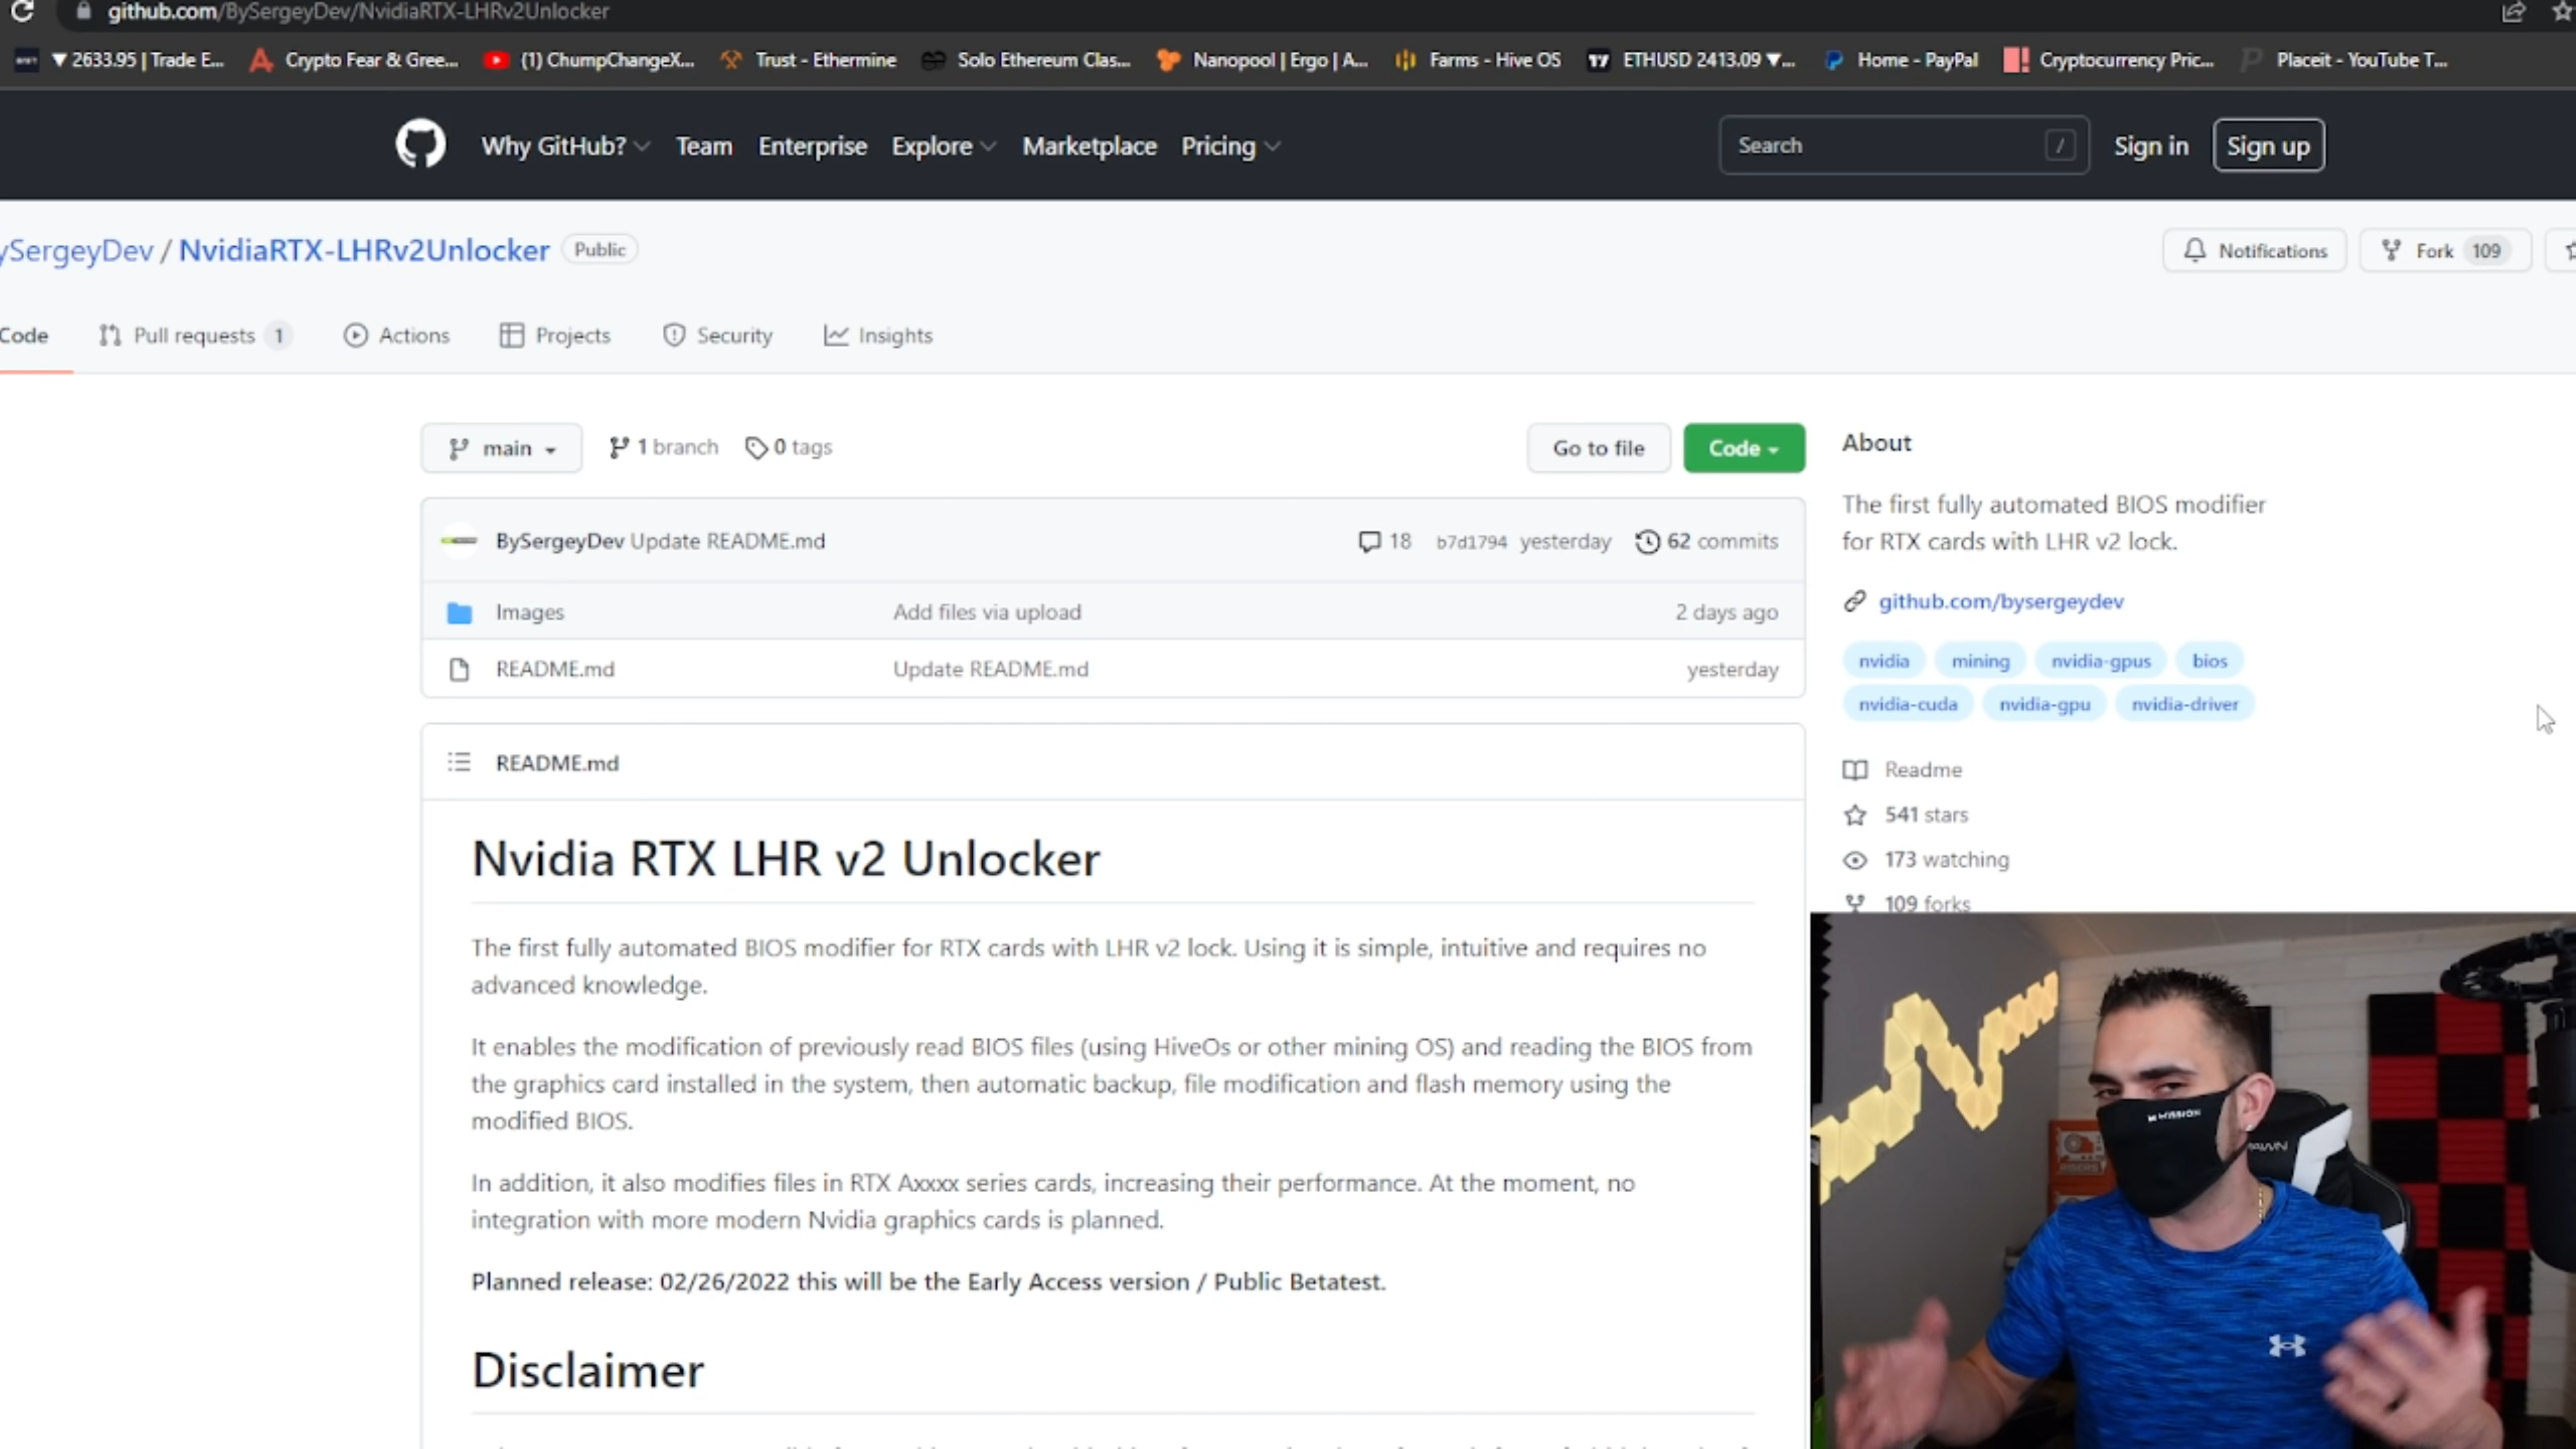 github.com/BySergeyDev/NvidiaRTX-LHRv2Unlocker
▼ 2633.95 | Trade E... Crypto Fear & Gree... (1) ChumpChangeX... Trust - Ethermine Solo Ethereum Clas... Nanopool | Ergo | A... Farms - Hive OS ETHUSD 2413.09 ▼... Home - PayPal Cryptocurrency Pric... Placeit - YouTube T...
Why GitHub? Team Enterprise Explore Marketplace Pricing Search / Sign in Sign up
ySergeyDev / NvidiaRTX-LHRv2Unlocker Public Notifications Fork 109
Code Pull requests 1 Actions Projects Security Insights
main 1 branch 0 tags Go to file Code
BySergeyDev Update README.md 18 b7d1794 yesterday 62 commits
Images Add files via upload 2 days ago
README.md Update README.md yesterday
README.md
Nvidia RTX LHR v2 Unlocker
The first fully automated BIOS modifier for RTX cards with LHR v2 lock. Using it is simple, intuitive and requires no
advanced knowledge.
It enables the modification of previously read BIOS files (using HiveOs or other mining OS) and reading the BIOS from
the graphics card installed in the system, then automatic backup, file modification and flash memory using the
modified BIOS.
In addition, it also modifies files in RTX Axxxx series cards, increasing their performance. At the moment, no
integration with more modern Nvidia graphics cards is planned.
Planned release: 02/26/2022 this will be the Early Access version / Public Betatest.
Disclaimer
About
The first fully automated BIOS modifier
for RTX cards with LHR v2 lock.
github.com/bysergeydev
nvidia mining nvidia-gpus bios
nvidia-cuda nvidia-gpu nvidia-driver
Readme
541 stars
173 watching
109 forks
MISSION
AWN